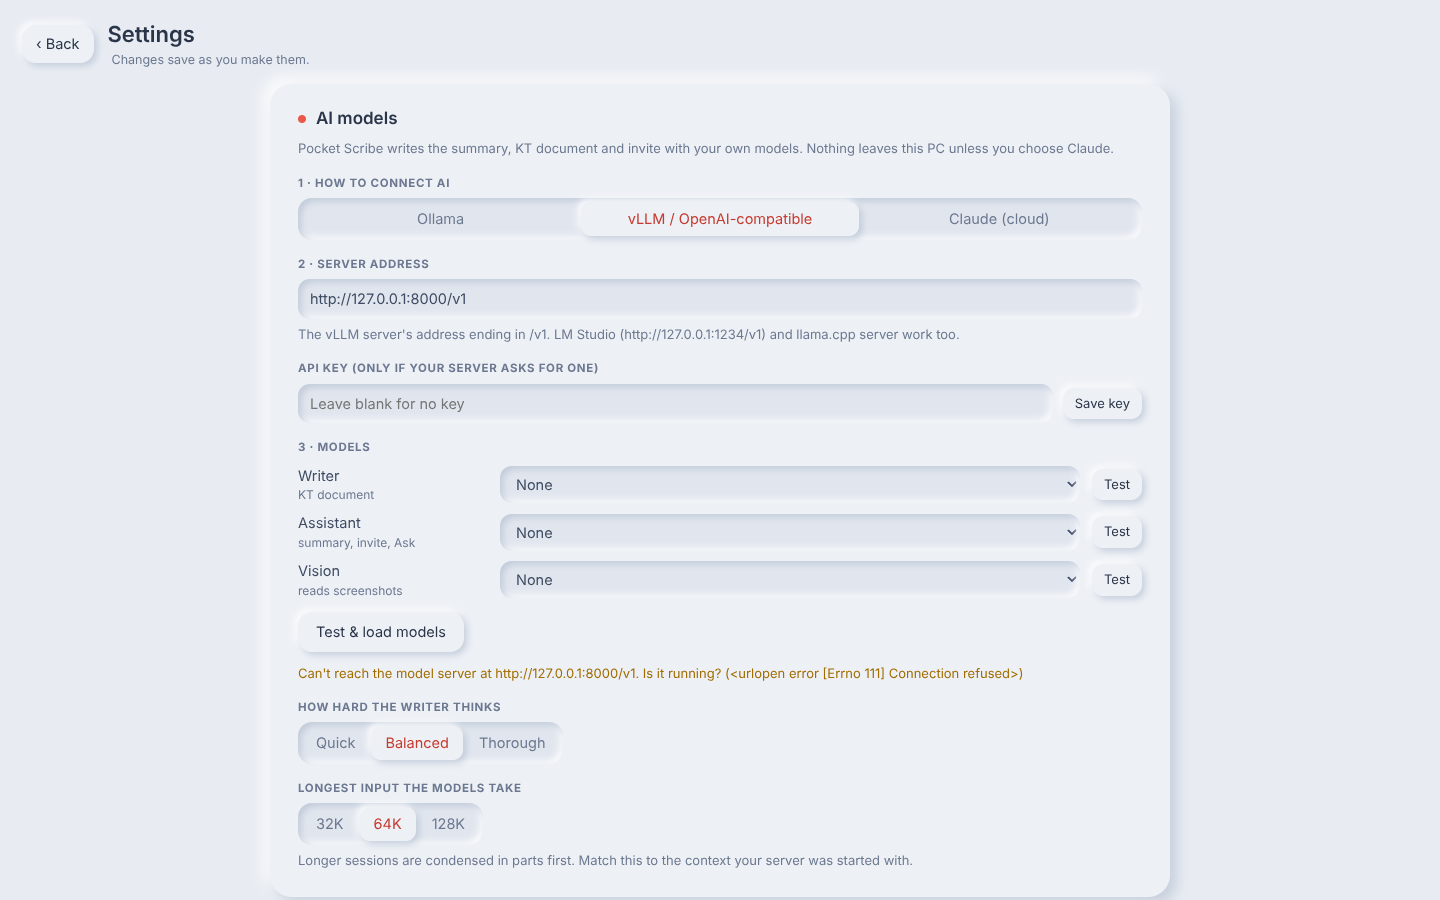 ‹ Back
Settings
Changes save as you make them.
AI models
Pocket Scribe writes the summary, KT document and invite with your own models. Nothing leaves this PC unless you choose Claude.
1 · HOW TO CONNECT AI
Ollama
vLLM / OpenAI-compatible
Claude (cloud)
2 · SERVER ADDRESS
http://127.0.0.1:8000/v1
The vLLM server's address ending in /v1. LM Studio (http://127.0.0.1:1234/v1) and llama.cpp server work too.
API KEY (ONLY IF YOUR SERVER ASKS FOR ONE)
Leave blank for no key
Save key
3 · MODELS
Writer
KT document
None
Test
Assistant
summary, invite, Ask
None
Test
Vision
reads screenshots
None
Test
Test & load models
Can't reach the model server at http://127.0.0.1:8000/v1. Is it running? (<urlopen error [Errno 111] Connection refused>)
HOW HARD THE WRITER THINKS
Quick
Balanced
Thorough
LONGEST INPUT THE MODELS TAKE
32K
64K
128K
Longer sessions are condensed in parts first. Match this to the context your server was started with.